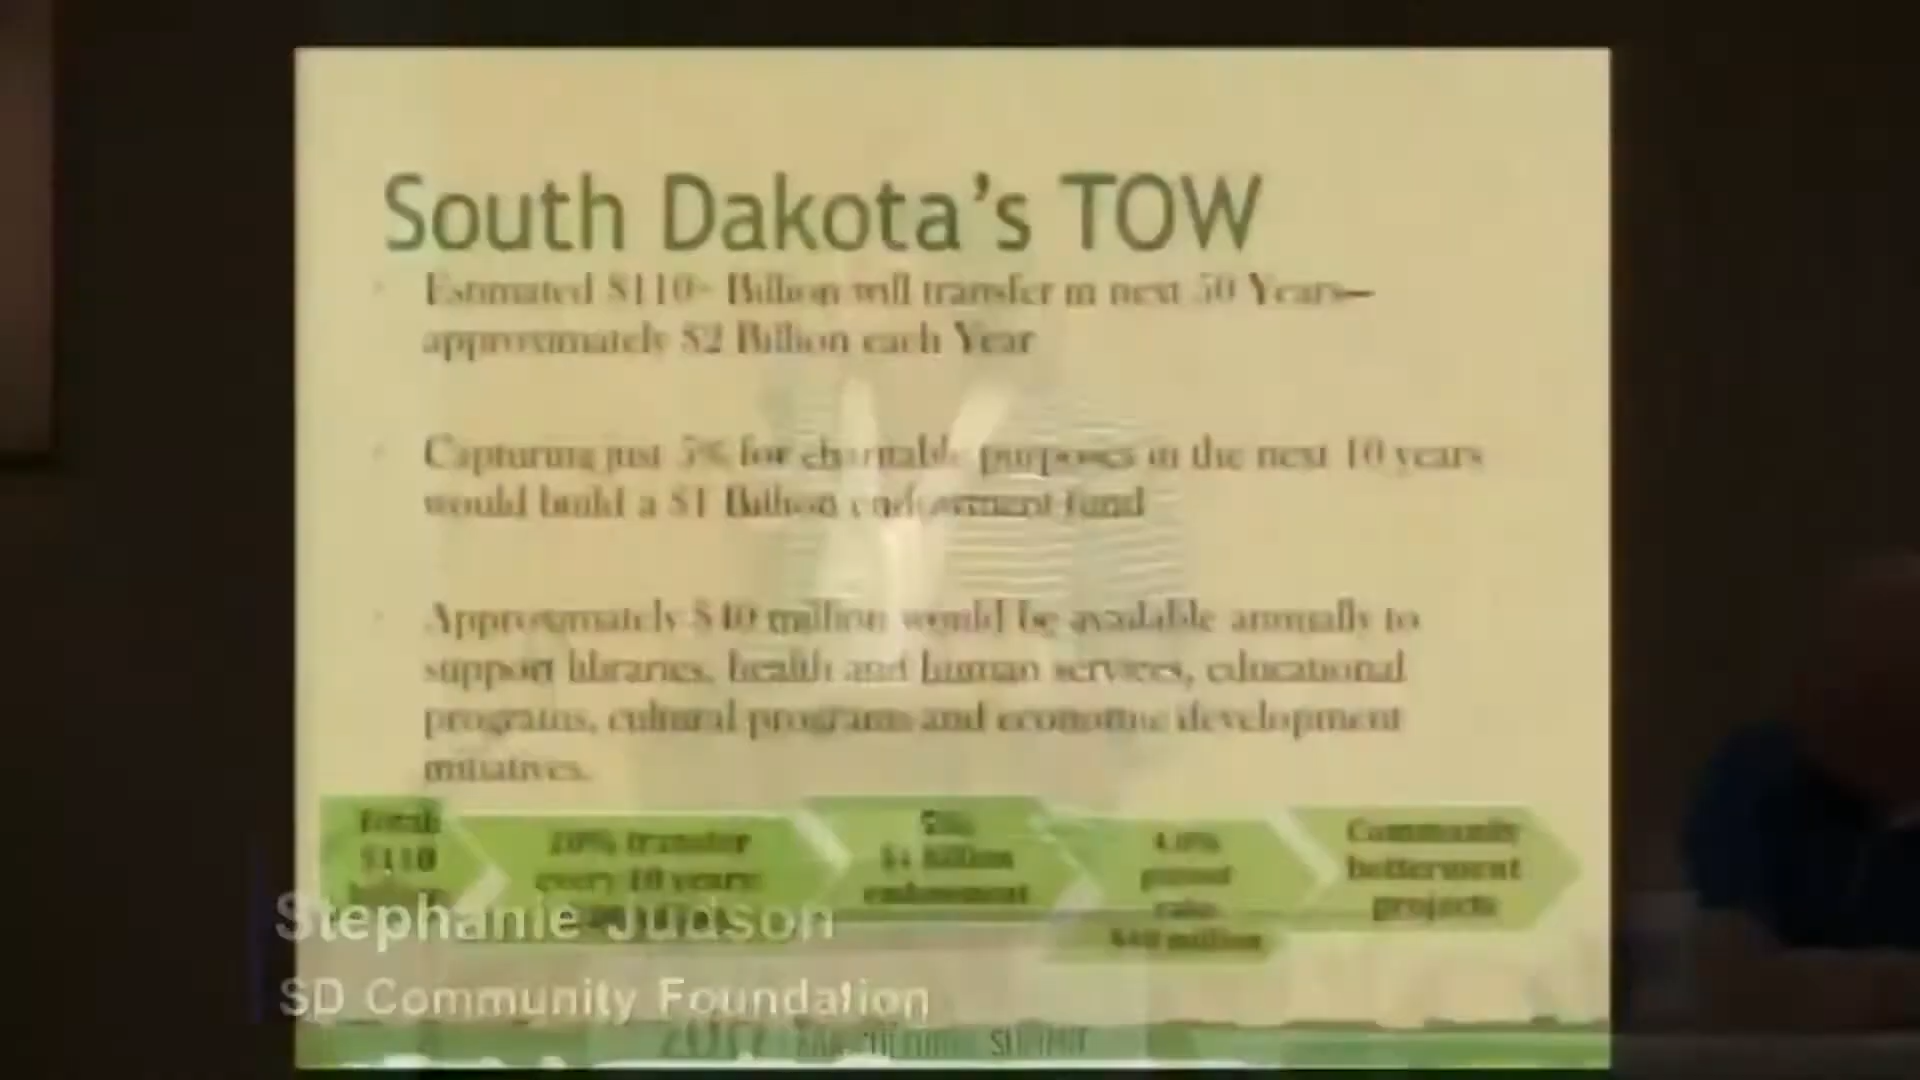 South Dakota's TOW
Estimated $110+ Billion will transfer in next 50 Years—
approximately $2 Billion each Year
Capturing just 5% for charitable purposes in the next 10 years
would build a $1 Billion endowment fund
Approximately $40 million would be available annually to
support libraries, health and human services, educational
programs, cultural programs and economic development
initiatives.
Total:
$110
20% transfer
every 10 years:
5%:
$1 billion
endowment
4.0%
payout
rate:
$40 million
Community
betterment
projects
Stephanie Judson
SD Community Foundation
SUMMIT